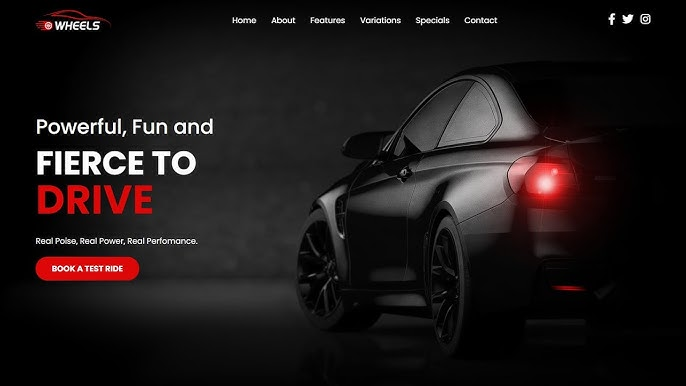 WHEELS
Home About Features Variations Specials Contact
Powerful, Fun and
FIERCE TO
DRIVE
Real Poise, Real Power, Real Perfomance.
BOOK A TEST RIDE